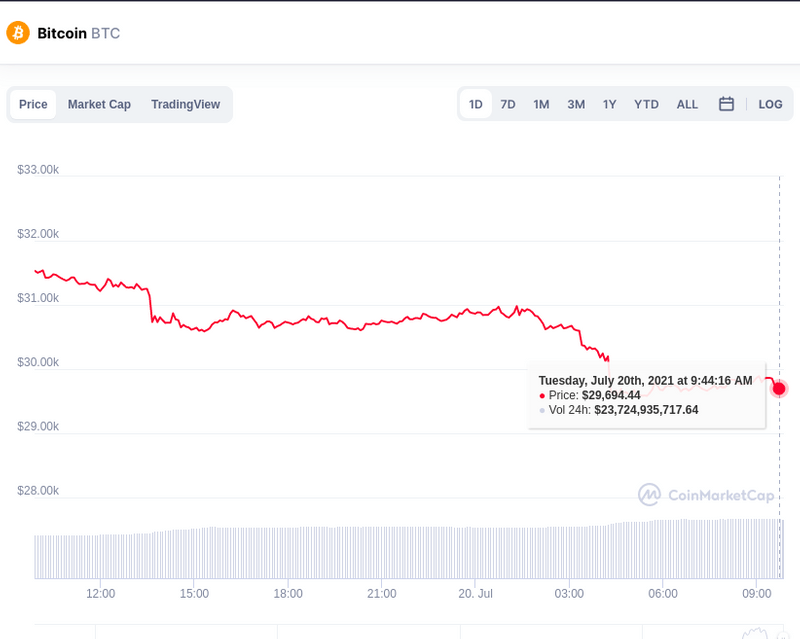 Bitcoin BTC
Price Market Cap TradingView
1D 7D 1M 3M 1Y YTD ALL LOG
$33.00k
$32.00k
$31.00k
$30.00k
Tuesday, July 20th, 2021 at 9:44:16 AM
Price: $29,694.44
Vol 24h: $23,724,935,717.64
$29.00k
$28.00k
CoinMarketCap
12:00 15:00 18:00 21:00 20. Jul 03:00 06:00 09:00